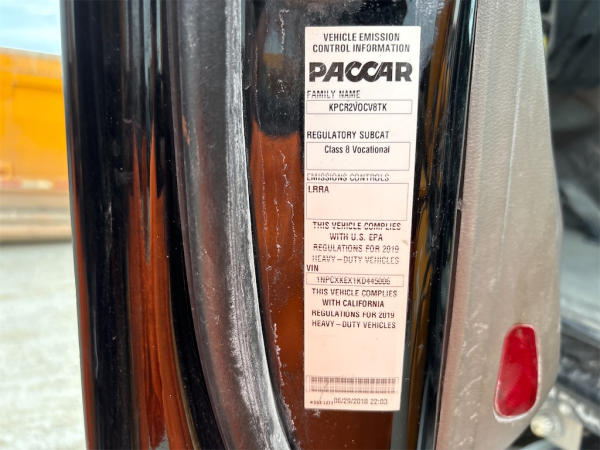 VEHICLE EMISSION
CONTROL INFORMATION
PACCAR
FAMILY NAME
KPCR2VOCV8TK
REGULATORY SUBCAT
Class 8 Vocational
EMISSIONS CONTROLS
LRRA
THIS VEHICLE COMPLIES
WITH U.S. EPA
REGULATIONS FOR 2019
HEAVY-DUTY VEHICLES
VIN
1NPCXKEX1KD445006
THIS VEHICLE COMPLIES
WITH CALIFORNIA
REGULATIONS FOR 2019
HEAVY-DUTY VEHICLES
06/29/2018 22:03